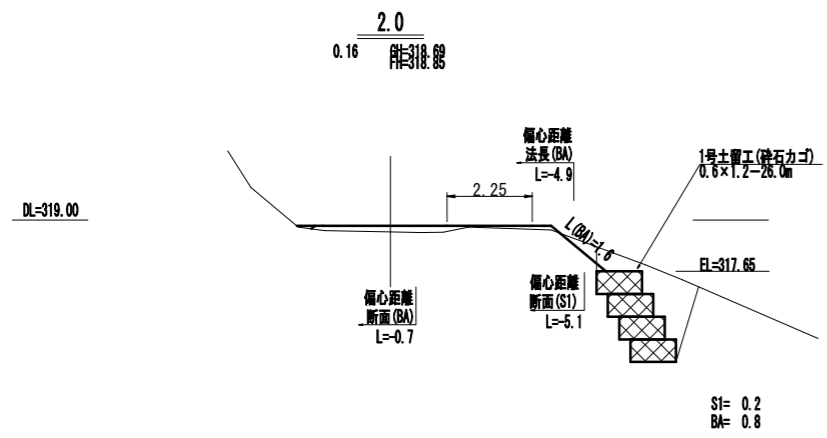 2.0
0.16 GH=318.69
FH=318.85
偏心距離
法長(BA)
L=-4.9
1号土留工(砕石カゴ)
0.6×1.2-26.0m
2.25
DL=319.00
L(BA)=1.6
EL=317.65
偏心距離
断面(BA)
L=-0.7
偏心距離
断面(S1)
L=-5.1
S1= 0.2
BA= 0.8